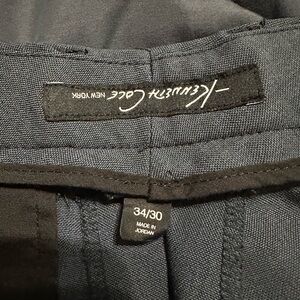 KENNETH COLE
NEW YORK
34/30
MADE IN
JORDAN